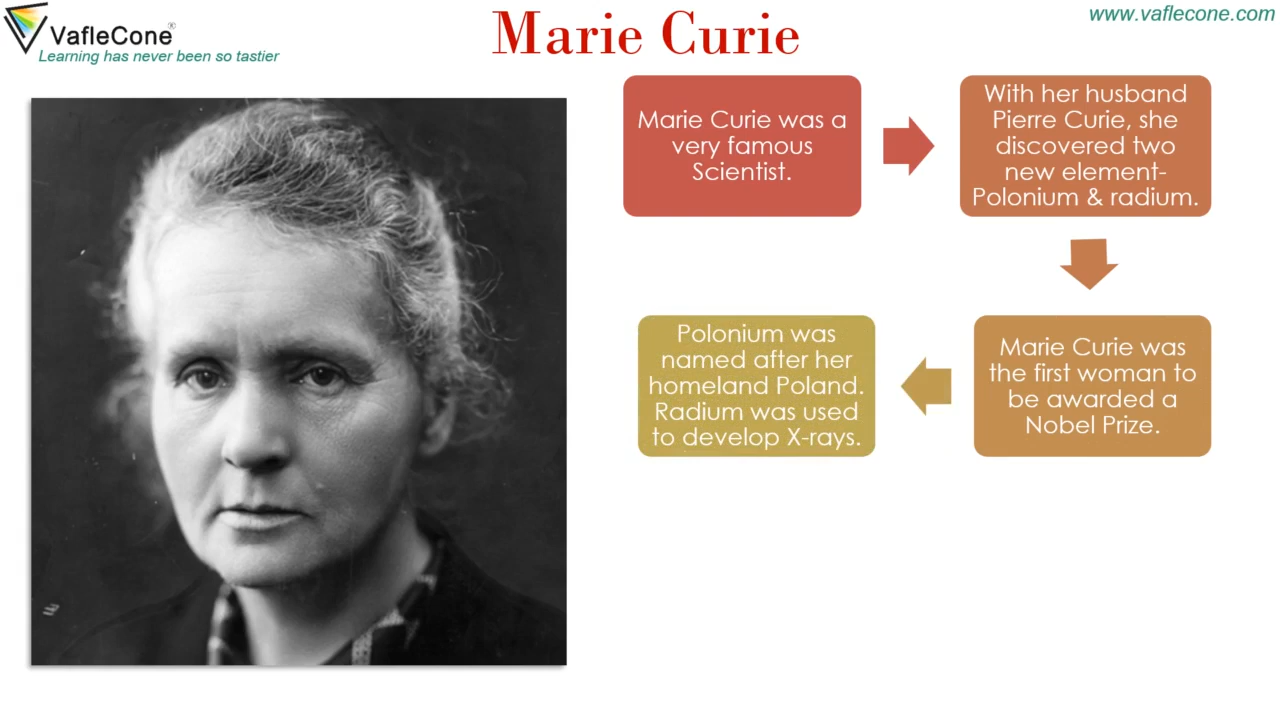 VafleCone®
Learning has never been so tastier
Marie Curie
www.vaflecone.com
Marie Curie was a
very famous
Scientist.
With her husband
Pierre Curie, she
discovered two
new element-
Polonium & radium.
Marie Curie was
the first woman to
be awarded a
Nobel Prize.
Polonium was
named after her
homeland Poland.
Radium was used
to develop X-rays.